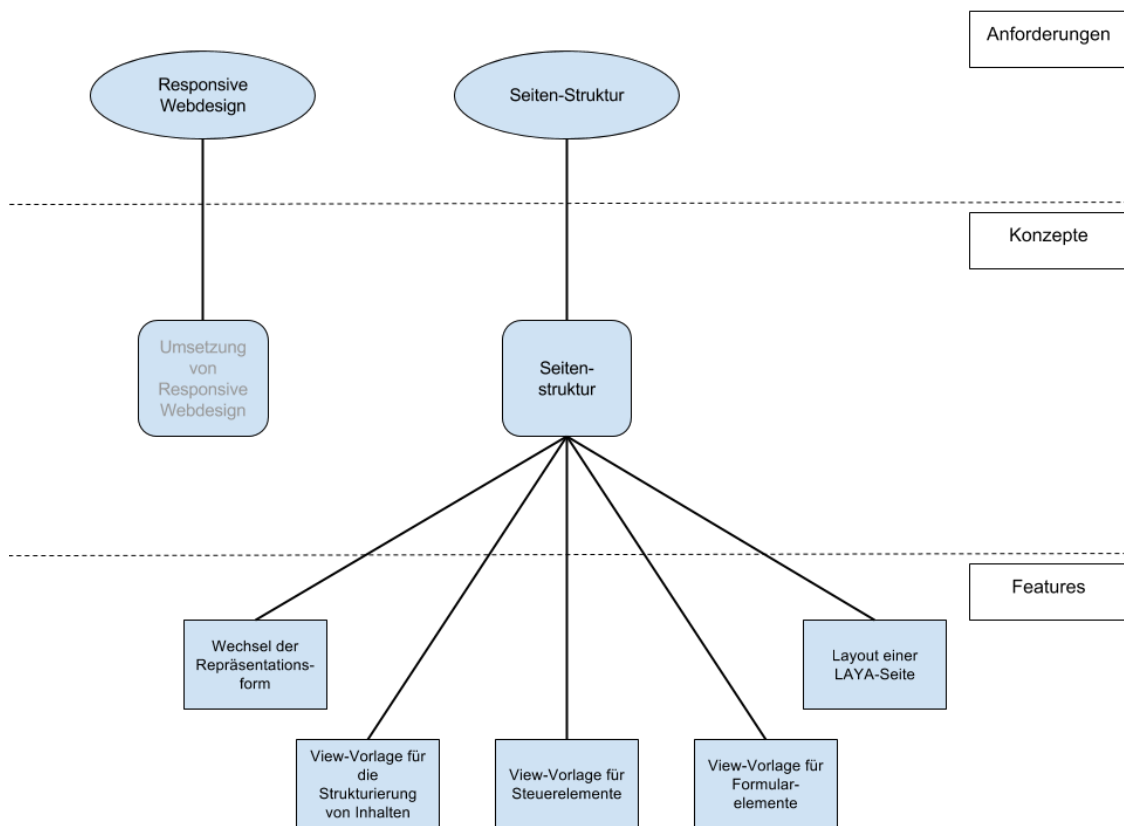 Anforderungen
Responsive
Webdesign
Seiten-Struktur
Konzepte
Umsetzung
von
Responsive
Webdesign
Seiten-
struktur
Features
Wechsel der
Repräsentations-
form
Layout einer
LAYA-Seite
View-Vorlage für
die
Strukturierung
von Inhalten
View-Vorlage für
Steuerelemente
View-Vorlage für
Formular-
elemente